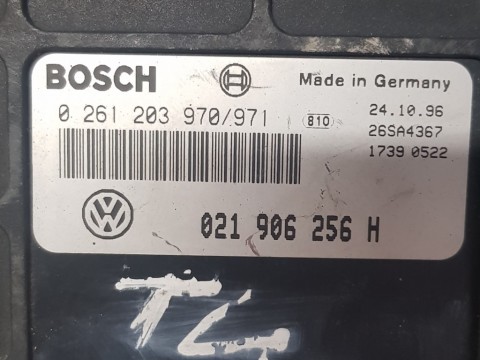 BOSCH Made in Germany
0 261 203 970/971 810 24.10.96
26SA4367
1739 0522
021 906 256 H